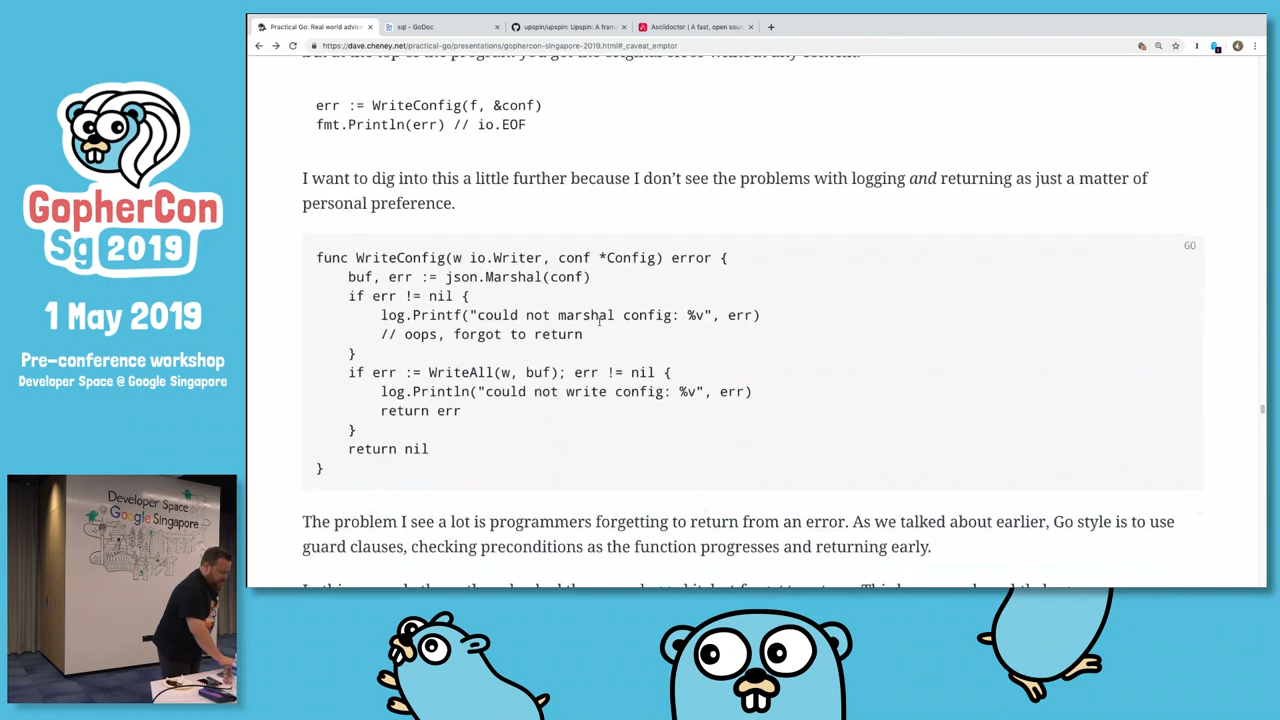 Practical Go: Real world advic
sql - GoDoc
upspin/upspin: Upspin: A fram
Asciidoctor | A fast, open sou
https://dave.cheney.net/practical-go/presentations/gophercon-singapore-2019.html#_caveat_emptor
err := WriteConfig(f, &conf)
fmt.Println(err) // io.EOF
I want to dig into this a little further because I don't see the problems with logging and returning as just a matter of
personal preference.
GO
func WriteConfig(w io.Writer, conf *Config) error {
buf, err := json.Marshal(conf)
if err != nil {
log.Printf("could not marshal config: %v", err)
// oops, forgot to return
}
if err := WriteAll(w, buf); err != nil {
log.Println("could not write config: %v", err)
return err
}
return nil
}
The problem I see a lot is programmers forgetting to return from an error. As we talked about earlier, Go style is to use
guard clauses, checking preconditions as the function progresses and returning early.
GopherCon
Sg 2019
1 May 2019
Pre-conference workshop
Developer Space @ Google Singapore
Developer Space
@ Google Singapore